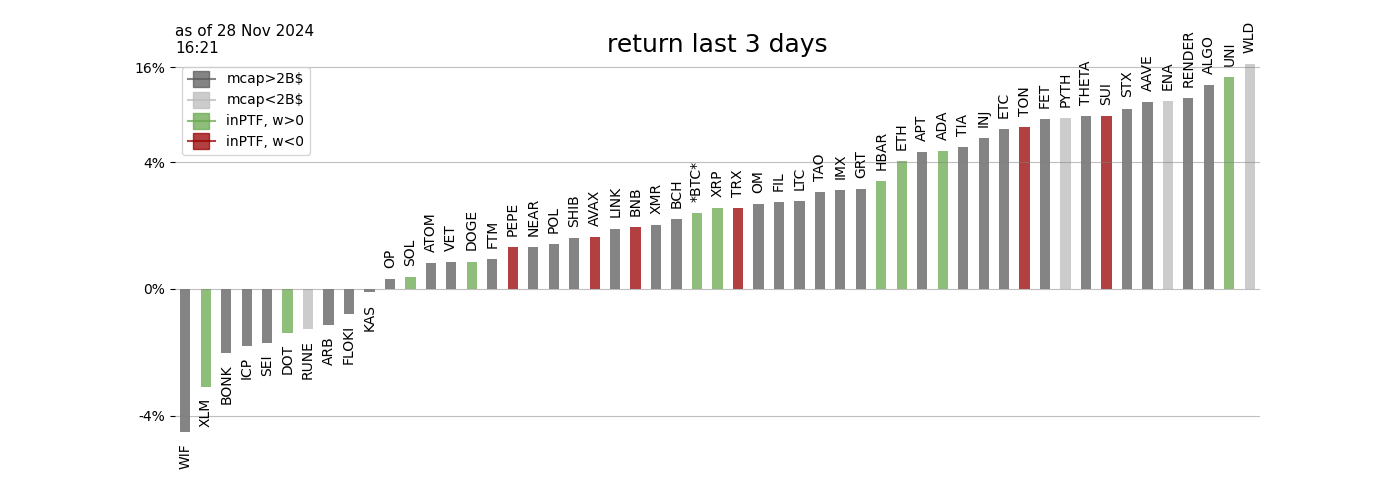 as of 28 Nov 2024
16:21
return last 3 days
16%
4%
0%
-4%
mcap>2B$
mcap<2B$
inPTF, w>0
inPTF, w<0
WIF
XLM
BONK
ICP
SEI
DOT
RUNE
ARB
FLOKI
KAS
OP
SOL
ATOM
VET
DOGE
FTM
PEPE
NEAR
POL
SHIB
AVAX
LINK
BNB
XMR
BCH
*BTC*
XRP
TRX
OM
FIL
LTC
TAO
IMX
GRT
HBAR
ETH
APT
ADA
TIA
INJ
ETC
TON
FET
PYTH
THETA
SUI
STX
AAVE
ENA
RENDER
ALGO
UNI
WLD